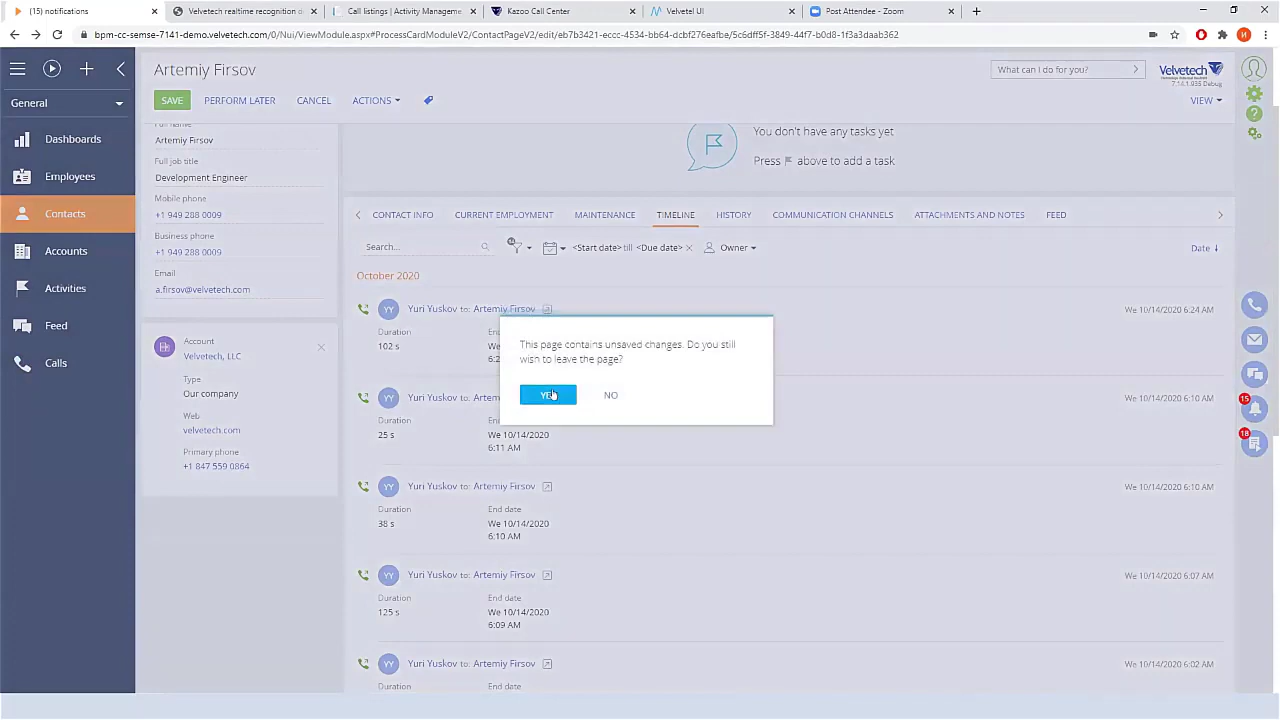 (15) notifications
Velvetech realtime recognition d
Call listings | Activity Manageme
Kazoo Call Center
Velvetel UI
Post Attendee - Zoom
bpm-cc-semse-7141-demo.velvetech.com/0/Nui/ViewModule.aspx#ProcessCardModuleV2/ContactPageV2/edit/eb7b3421-eccc-4534-bb64-dcbf276eafbe/5c6dff5f-3849-44f7-b0d8-1f3a3daab362
General
Dashboards
Employees
Contacts
Accounts
Activities
Feed
Calls
Artemiy Firsov
What can I do for you?
Velvetech
7.14.1.935 Debug
SAVE
PERFORM LATER
CANCEL
ACTIONS
VIEW
Full name
Artemiy Firsov
Full job title
Development Engineer
Mobile phone
+1 949 288 0009
Business phone
+1 949 288 0009
Email
a.firsov@velvetech.com
Account
Velvetech, LLC
Type
Our company
Web
velvetech.com
Primary phone
+1 847 559 0864
You don't have any tasks yet
Press above to add a task
CONTACT INFO
CURRENT EMPLOYMENT
MAINTENANCE
TIMELINE
HISTORY
COMMUNICATION CHANNELS
ATTACHMENTS AND NOTES
FEED
Search...
<Start date> till <Due date>
Owner
Date
October 2020
YY Yuri Yuskov to: Artemiy Firsov
We 10/14/2020 6:24 AM
Duration
102 s
This page contains unsaved changes. Do you still
wish to leave the page?
NO
YY Yuri Yuskov to:
We 10/14/2020 6:10 AM
Duration
25 s
We 10/14/2020
6:11 AM
YY Yuri Yuskov to: Artemiy Firsov
We 10/14/2020 6:10 AM
Duration
End date
38 s
We 10/14/2020
6:10 AM
YY Yuri Yuskov to: Artemiy Firsov
We 10/14/2020 6:07 AM
Duration
End date
125 s
We 10/14/2020
6:09 AM
YY Yuri Yuskov to: Artemiy Firsov
We 10/14/2020 6:02 AM
Duration
End date
15
18